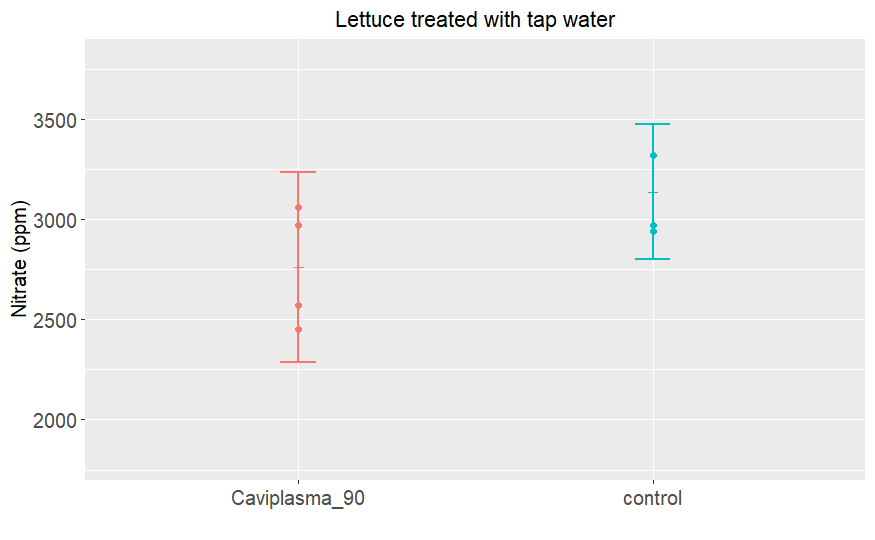 Lettuce treated with tap water
Nitrate (ppm)
3500
3000
2500
2000
Caviplasma_90
control